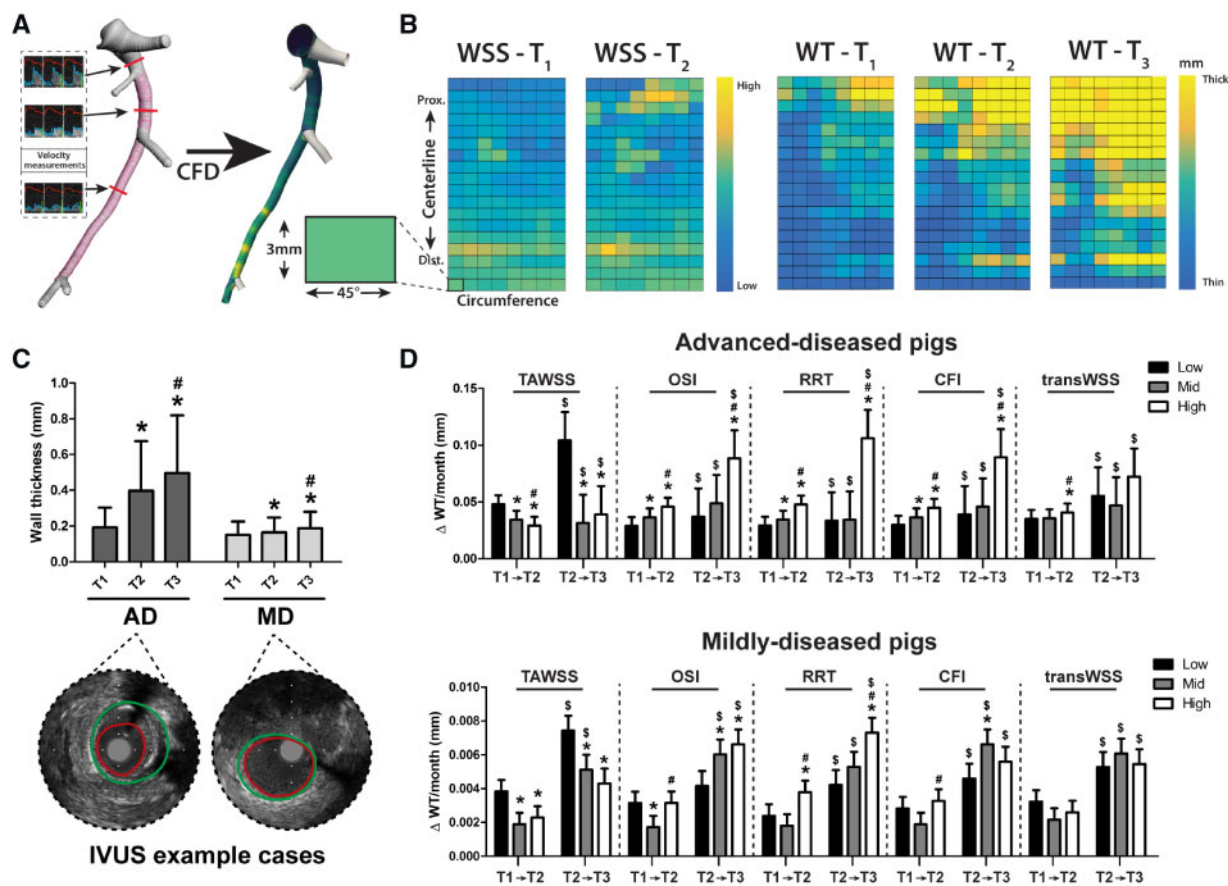 A
Velocity
measurements
CFD
3mm
45°
B
WSS - T1
WSS - T2
WT - T1
WT - T2
WT - T3
mm
High
Low
Thick
Thin
Prox.
Centerline
Dist.
Circumference
C
Wall thickness (mm)
1.0
0.8
0.6
0.4
0.2
0.0
* # *
* # *
T1 T2 T3 T1 T2 T3
AD MD
IVUS example cases
D
Advanced-diseased pigs
TAWSS OSI RRT CFI transWSS
Low
Mid
High
Δ WT/month (mm)
0.15
0.10
0.05
0.00
* # * $ $ * $ *
* # * $ $ $ # *
* # * $ $ $ # *
* # * $ $ $ # *
# * $ $ $
T1→T2 T2→T3 T1→T2 T2→T3 T1→T2 T2→T3 T1→T2 T2→T3 T1→T2 T2→T3
Mildly-diseased pigs
TAWSS OSI RRT CFI transWSS
Low
Mid
High
Δ WT/month (mm)
0.010
0.008
0.006
0.004
0.002
0.000
* * $ $ * *
* # $ * $ *
# * $ $ $ # *
# $ $ * $
$ $ $
T1→T2 T2→T3 T1→T2 T2→T3 T1→T2 T2→T3 T1→T2 T2→T3 T1→T2 T2→T3